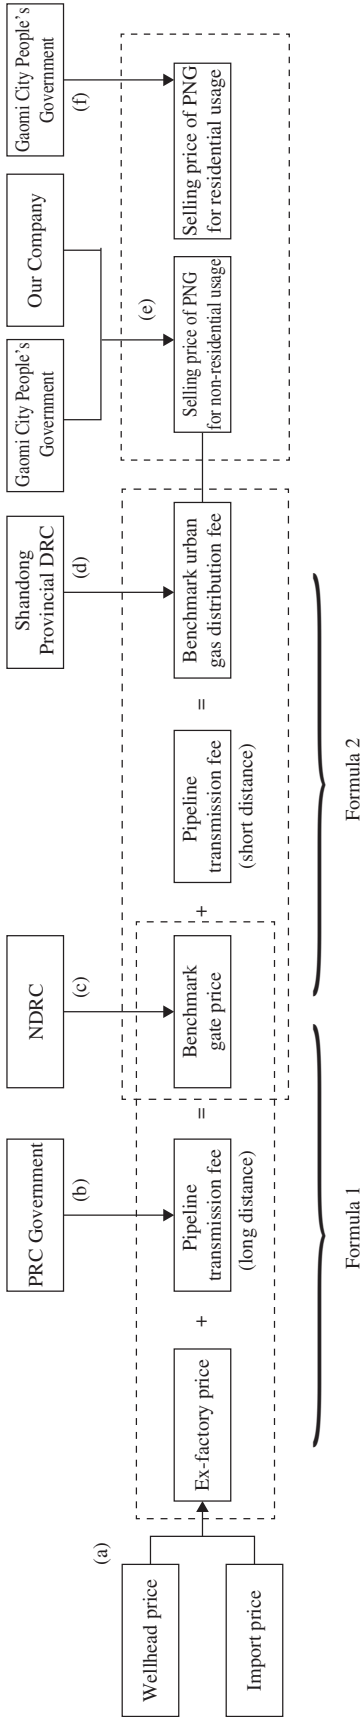 PRC Government
NDRC
Shandong
Provincial DRC
Gaomi City People's
Government
Our Company
Gaomi City People's
Government
(a)
(b)
(c)
(d)
(e)
(f)
Wellhead price
Import price
Ex-factory price
+
Pipeline
transmission fee
(long distance)
=
Benchmark
gate price
+
Pipeline
transmission fee
(short distance)
=
Benchmark urban
gas distribution fee
Selling price of PNG
for non-residential usage
Selling price of PNG
for residential usage
Formula 1
Formula 2